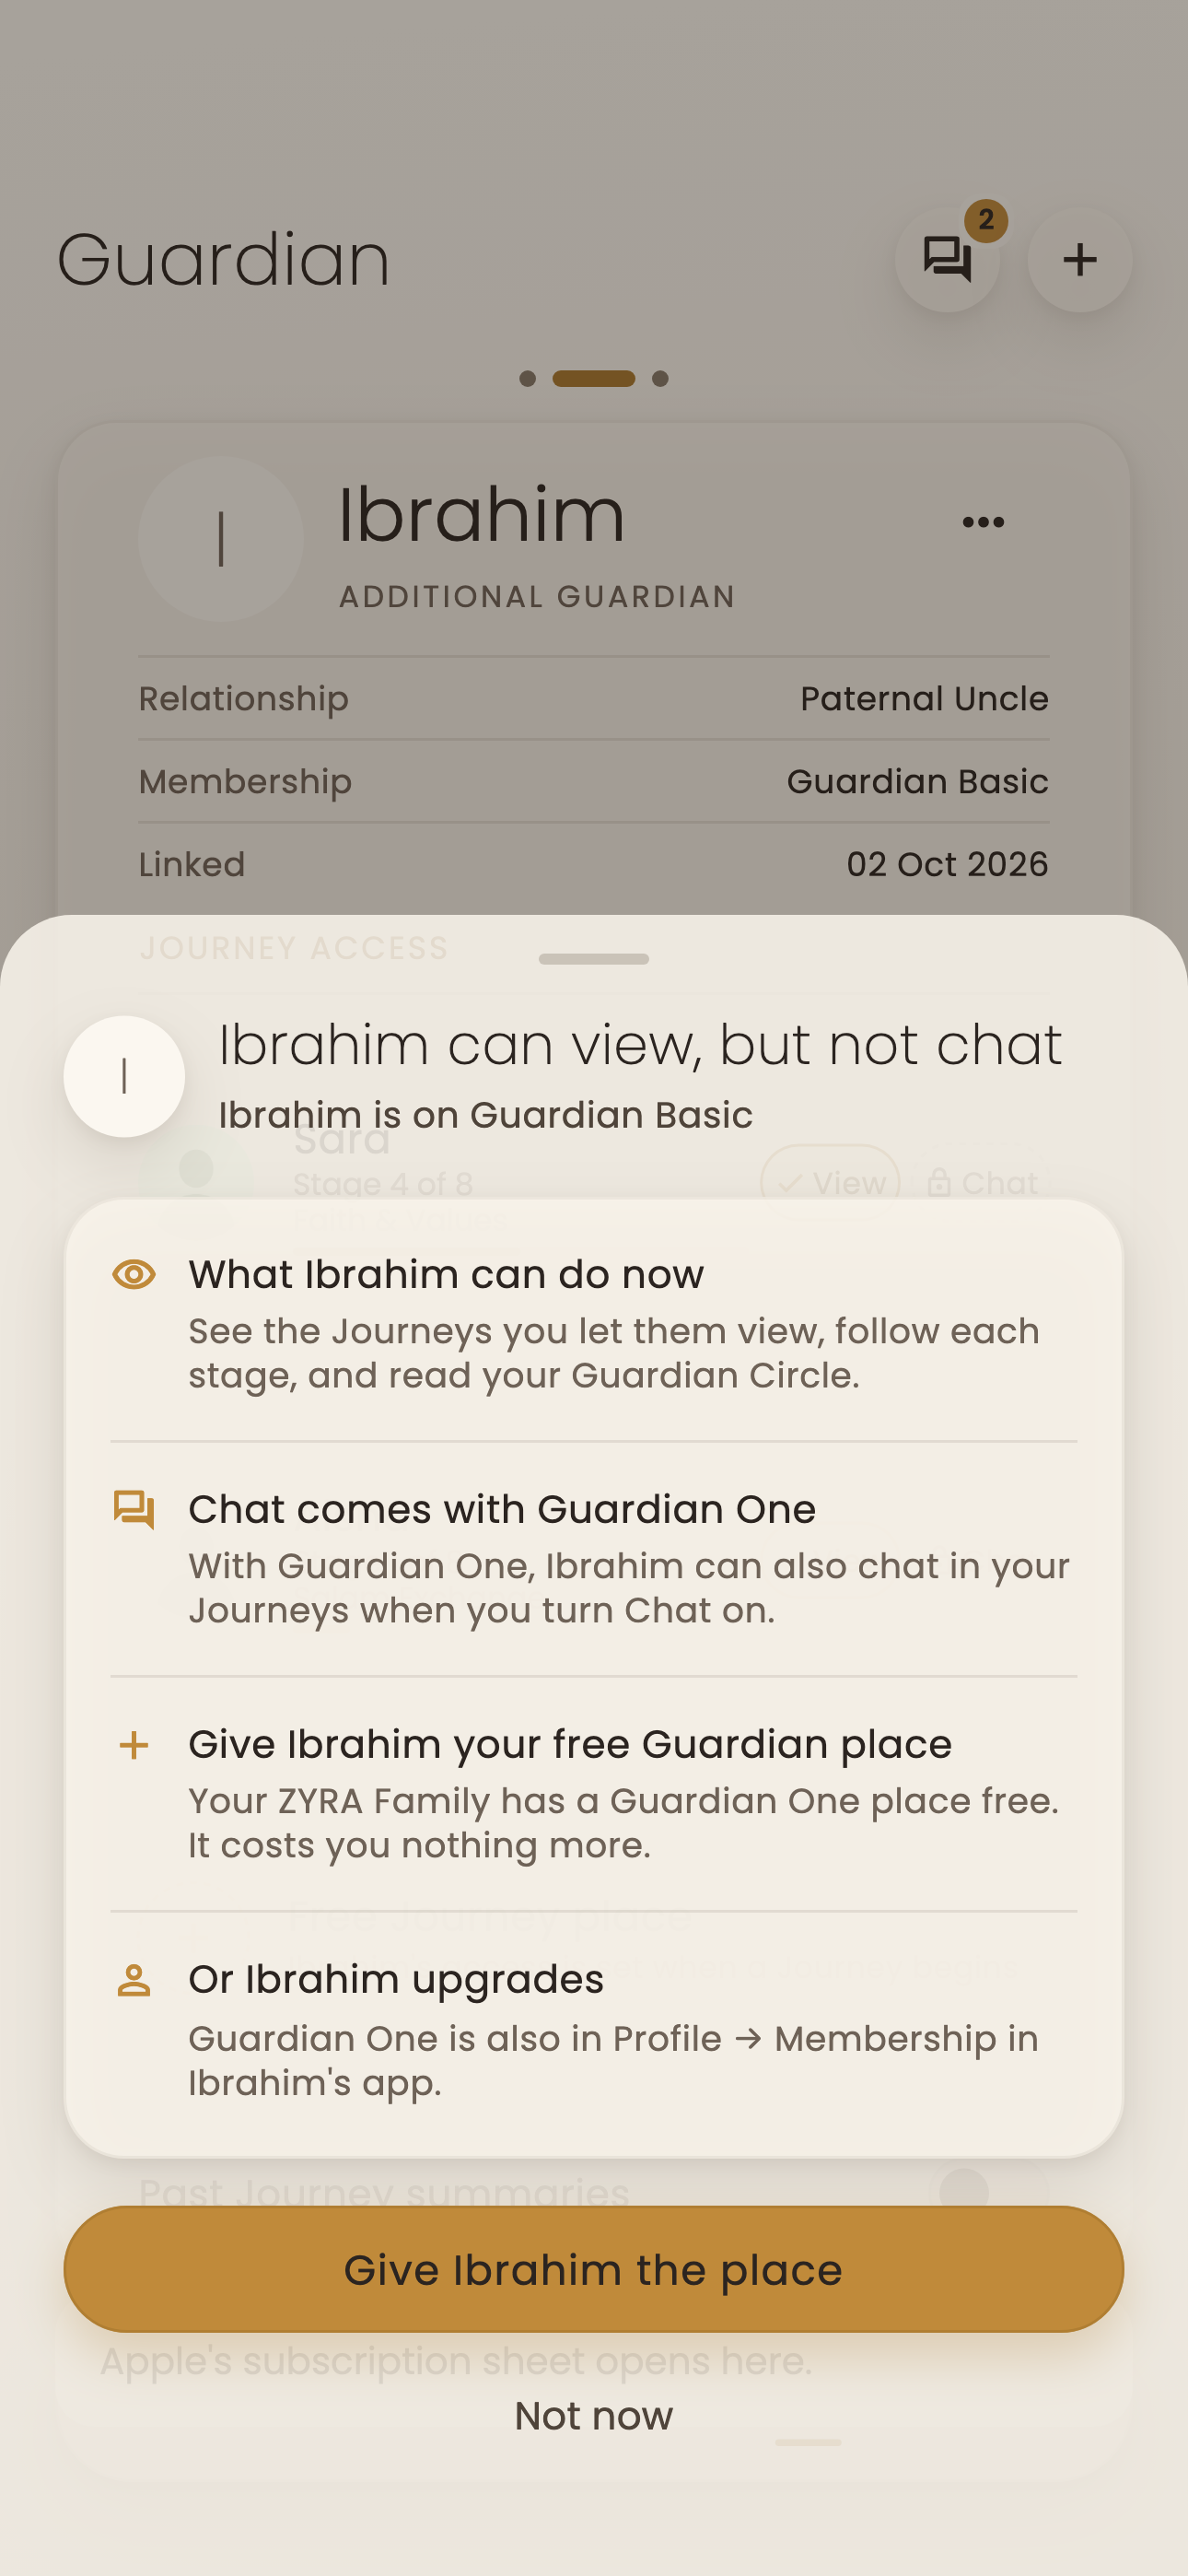 Guardian
2
I
Ibrahim
ADDITIONAL GUARDIAN
Relationship
Paternal Uncle
Membership
Guardian Basic
Linked
02 Oct 2026
JOURNEY ACCESS
I
Ibrahim can view, but not chat
Ibrahim is on Guardian Basic
Sara
Stage 4 of 8
View
Chat
Faith & Values
What Ibrahim can do now
See the Journeys you let them view, follow each
stage, and read your Guardian Circle.
Chat comes with Guardian One
With Guardian One, Ibrahim can also chat in your
Journeys when you turn Chat on.
Give Ibrahim your free Guardian place
Your ZYRA Family has a Guardian One place free.
It costs you nothing more.
Free Journey place
Or Ibrahim upgrades
Guardian One is also in Profile → Membership in
Ibrahim's app.
Past Journey summaries
Give Ibrahim the place
Apple's subscription sheet opens here.
Not now